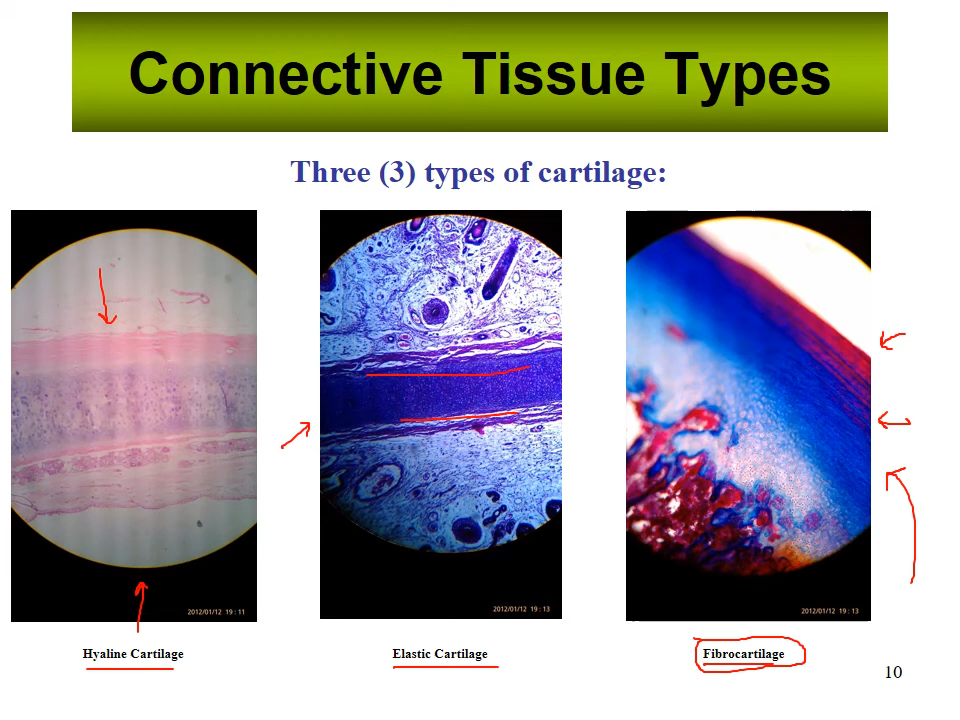 Connective Tissue Types
Three (3) types of cartilage:
2012/01/12 19:11
2012/01/12 19:13
2012/01/12 19:13
Hyaline Cartilage
Elastic Cartilage
Fibrocartilage
10